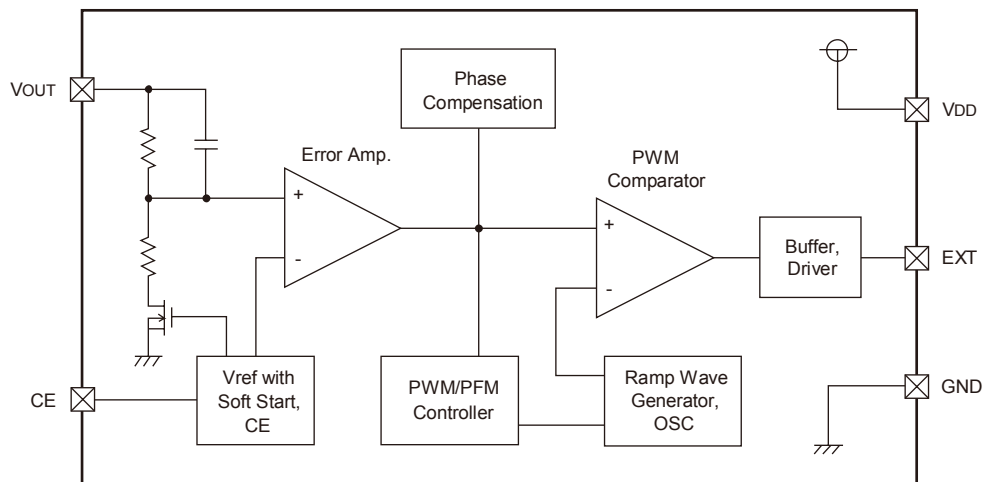 Phase
Compensation
VOUT
VDD
Error Amp.
PWM
Comparator
+
-
+
-
Buffer,
Driver
EXT
Vref with
Soft Start,
CE
PWM/PFM
Controller
Ramp Wave
Generator,
OSC
CE
GND